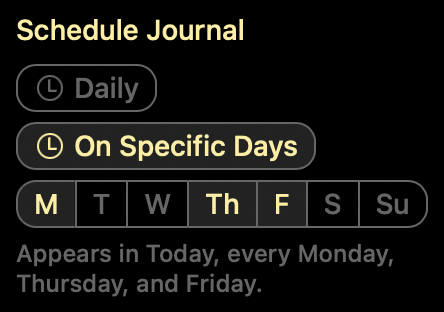 Schedule Journal
Daily
On Specific Days
M T W Th F S Su
Appears in Today, every Monday,
Thursday, and Friday.